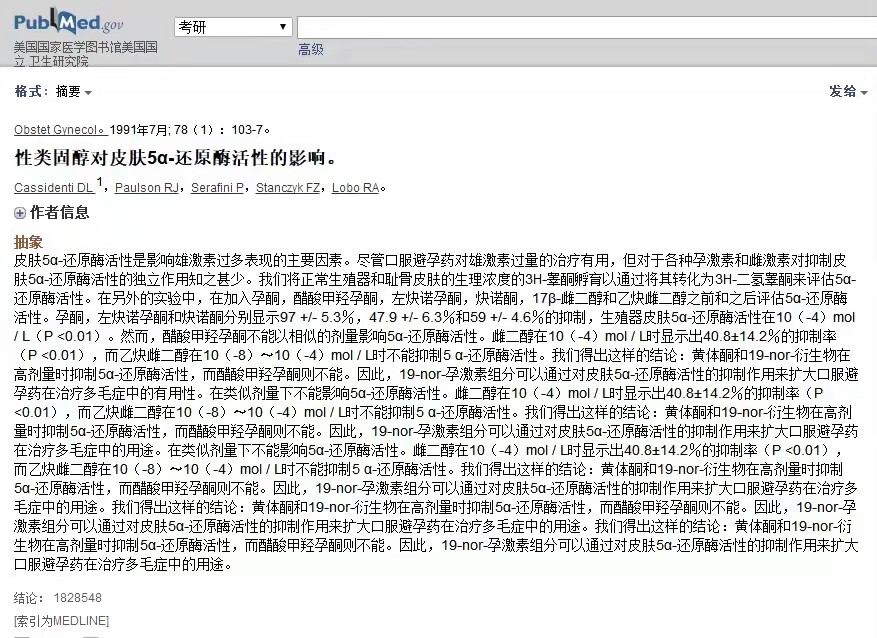 PubMed.gov
考研
美国国家医学图书馆美国国
立 卫生研究院
高级
格式：摘要
发给
Obstet Gynecol。1991年7月; 78（1）：103-7。
性类固醇对皮肤5α-还原酶活性的影响。
Cassidenti DL 1，Paulson RJ，Serafini P，Stanczyk FZ，Lobo RA。
作者信息
抽象
皮肤5α-还原酶活性是影响雄激素过多表现的主要因素。尽管口服避孕药对雄激素过量的治疗有用，但对于各种孕激素和雌激素对抑制皮
肤5α-还原酶活性的独立作用知之甚少。我们将正常生殖器和耻骨皮肤的生理浓度的3H-睾酮孵育以通过将其转化为3H-二氢睾酮来评估5α-
还原酶活性。在另外的实验中，在加入孕酮，醋酸甲羟孕酮，左炔诺孕酮，炔诺酮，17β-雌二醇和乙炔雌二醇之前和之后评估5α-还原酶活
性。孕酮，左炔诺孕酮和炔诺酮分别显示97 +/- 5.3％，47.9 +/- 6.3％和59 +/- 4.6％的抑制，生殖器皮肤5α-还原酶活性在10（-4）mol
/ L（P <0.01）。然而，醋酸甲羟孕酮不能以相似的剂量影响5α-还原酶活性。雌二醇在10（-4）mol / L时显示出40.8±14.2％的抑制率
（P <0.01），而乙炔雌二醇在10（-8）～10（-4）mol / L时不能抑制5 α-还原酶活性。我们得出这样的结论：黄体酮和19-nor-衍生物在
高剂量时抑制5α-还原酶活性，而醋酸甲羟孕酮则不能。因此，19-nor-孕激素组分可以通过对皮肤5α-还原酶活性的抑制作用来扩大口服避
孕药在治疗多毛症中的有用性。在类似剂量下不能影响5α-还原酶活性。雌二醇在10（-4）mol / L时显示出40.8±14.2％的抑制率（P
<0.01），而乙炔雌二醇在10（-8）～10（-4）mol / L时不能抑制5 α-还原酶活性。我们得出这样的结论：黄体酮和19-nor-衍生物在高剂
量时抑制5α-还原酶活性，而醋酸甲羟孕酮则不能。因此，19-nor-孕激素组分可以通过对皮肤5α-还原酶活性的抑制作用来扩大口服避孕药
在治疗多毛症中的用途。在类似剂量下不能影响5α-还原酶活性。雌二醇在10（-4）mol / L时显示出40.8±14.2％的抑制率（P <0.01），
而乙炔雌二醇在10（-8）～10（-4）mol / L时不能抑制5 α-还原酶活性。我们得出这样的结论：黄体酮和19-nor-衍生物在高剂量时抑制
5α-还原酶活性，而醋酸甲羟孕酮则不能。因此，19-nor-孕激素组分可以通过对皮肤5α-还原酶活性的抑制作用来扩大口服避孕药在治疗多
毛症中的用途。我们得出这样的结论：黄体酮和19-nor-衍生物在高剂量时抑制5α-还原酶活性，而醋酸甲羟孕酮则不能。因此，19-nor-孕
激素组分可以通过对皮肤5α-还原酶活性的抑制作用来扩大口服避孕药在治疗多毛症中的用途。我们得出这样的结论：黄体酮和19-nor-衍
生物在高剂量时抑制5α-还原酶活性，而醋酸甲羟孕酮则不能。因此，19-nor-孕激素组分可以通过对皮肤5α-还原酶活性的抑制作用来扩大
口服避孕药在治疗多毛症中的用途。
结论： 1828548
[索引为MEDLINE]